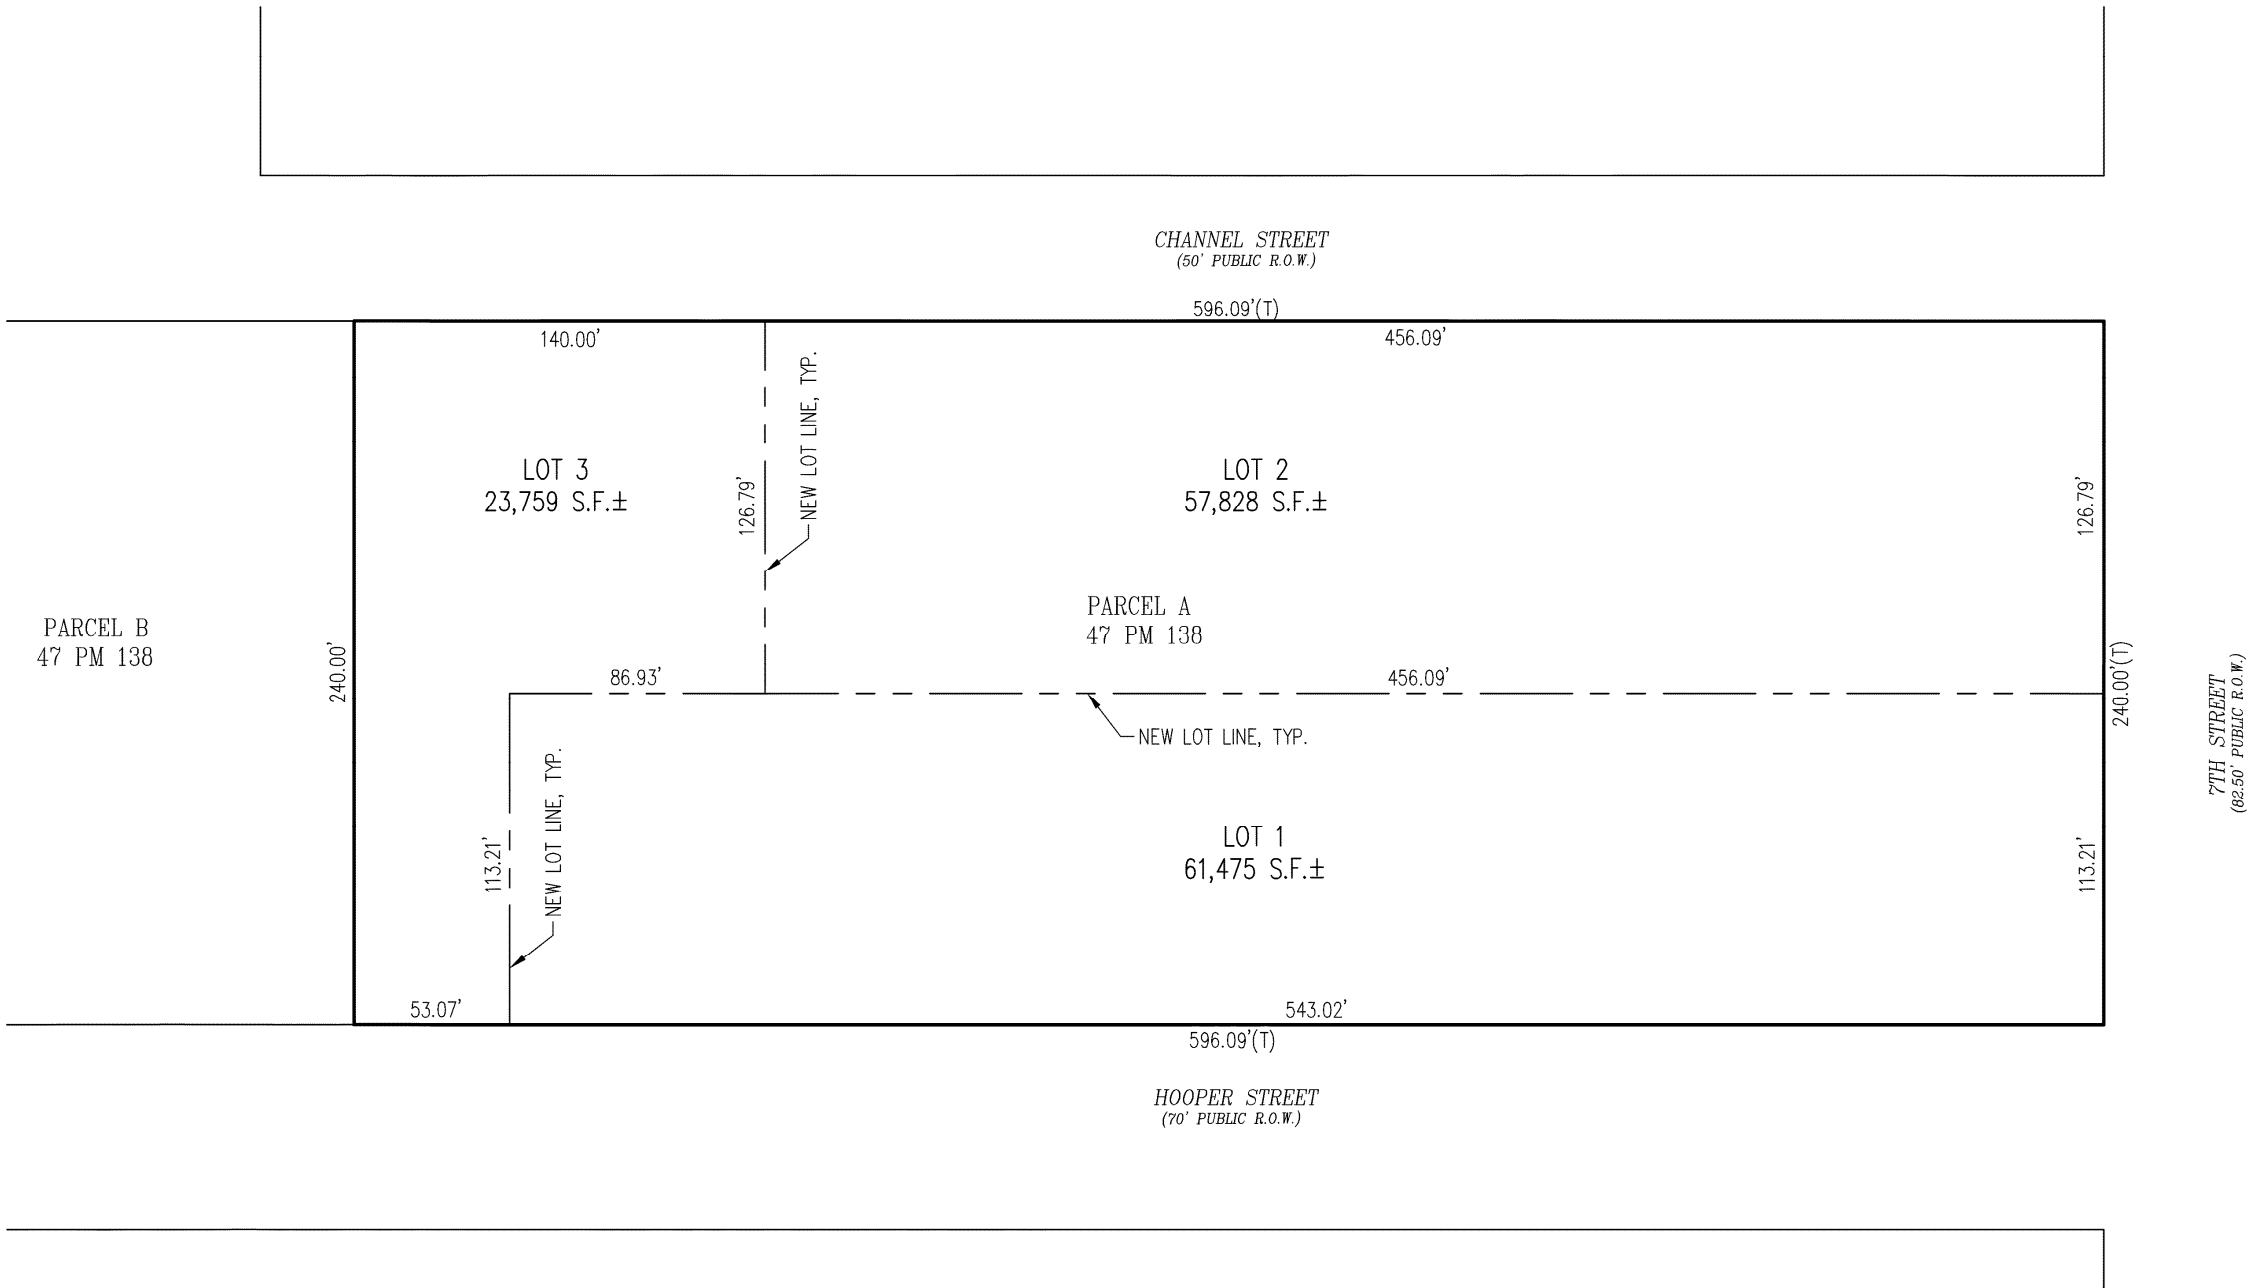 CHANNEL STREET
(50' PUBLIC R.O.W.)
596.09'(T)
140.00'
456.09'
NEW LOT LINE, TYP.
LOT 3
23,759 S.F.±
126.79'
LOT 2
57,828 S.F.±
126.79'
PARCEL A
47 PM 138
PARCEL B
47 PM 138
240.00'
86.93'
456.09'
240.00'(T)
7TH STREET
(82.50' PUBLIC R.O.W.)
NEW LOT LINE, TYP.
NEW LOT LINE, TYP.
113.21'
LOT 1
61,475 S.F.±
113.21'
53.07'
543.02'
596.09'(T)
HOOPER STREET
(70' PUBLIC R.O.W.)